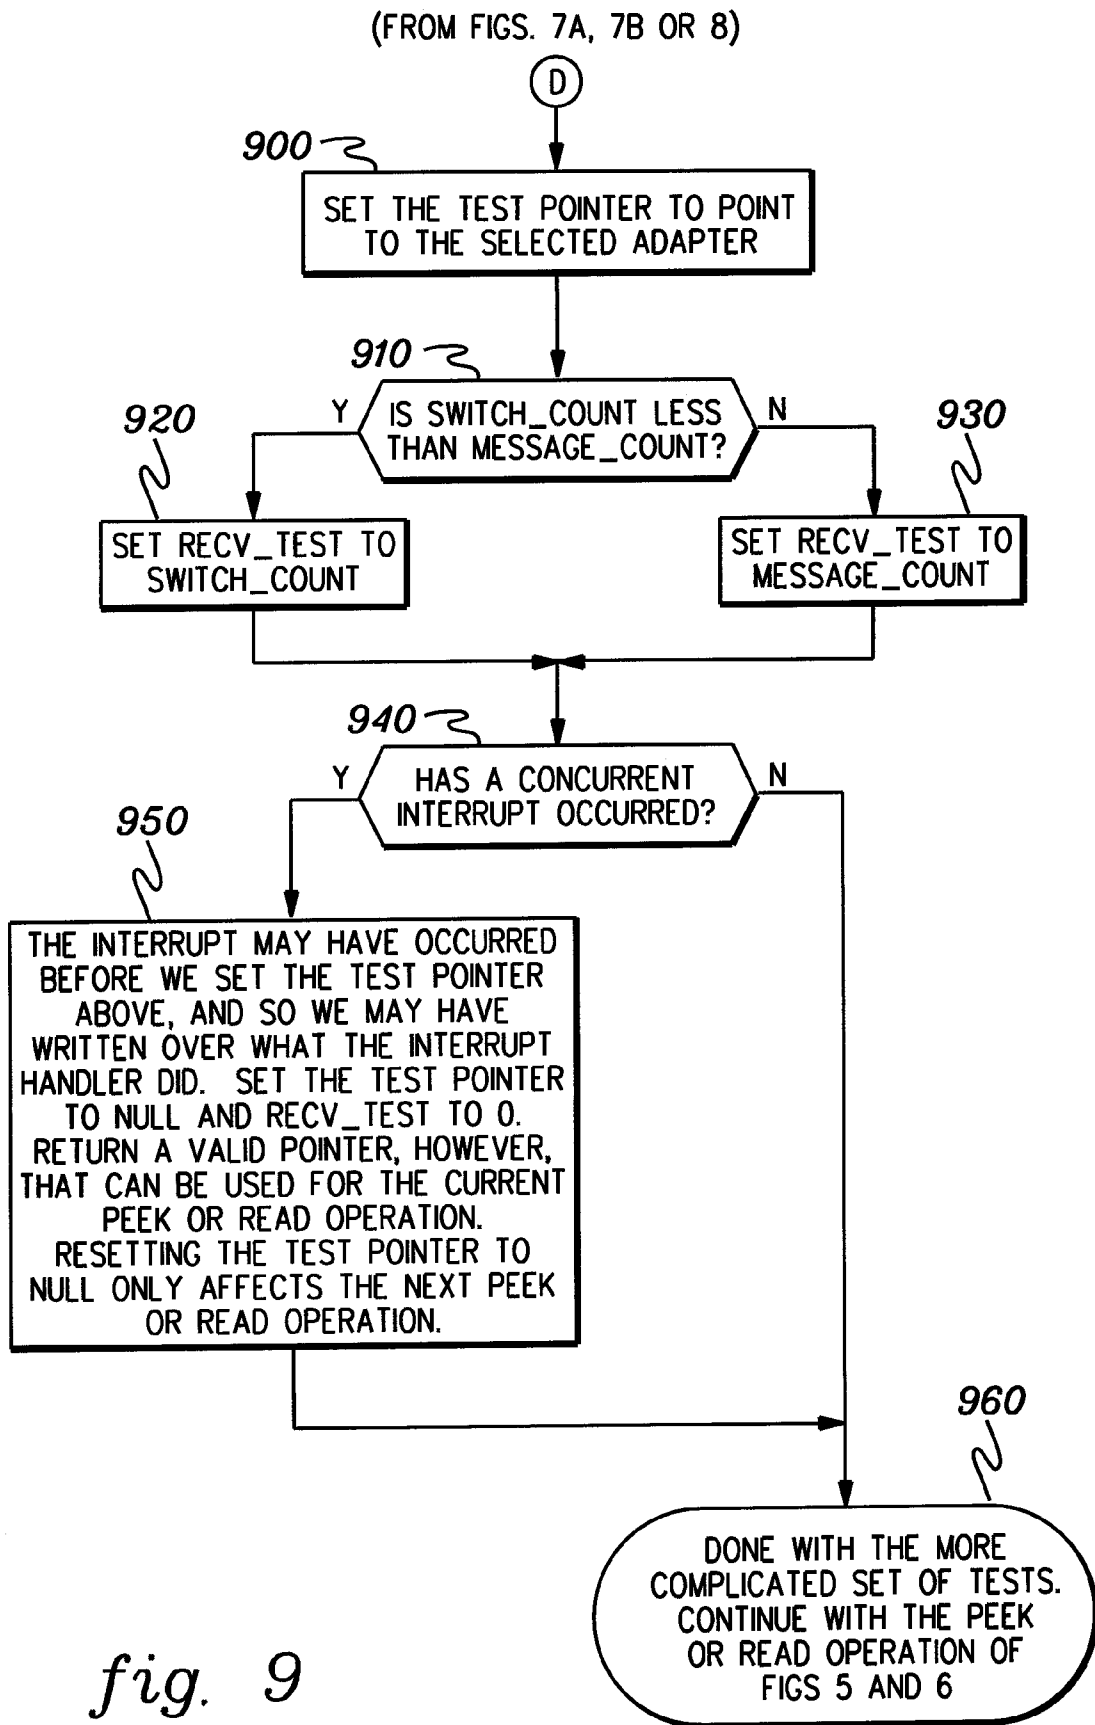 (FROM FIGS. 7A, 7B OR 8)
D
900
SET THE TEST POINTER TO POINT
TO THE SELECTED ADAPTER
910
IS SWITCH_COUNT LESS
THAN MESSAGE_COUNT?
Y
N
920
930
SET RECV_TEST TO
SWITCH_COUNT
SET RECV_TEST TO
MESSAGE_COUNT
940
HAS A CONCURRENT
INTERRUPT OCCURRED?
Y
N
950
THE INTERRUPT MAY HAVE OCCURRED
BEFORE WE SET THE TEST POINTER
ABOVE, AND SO WE MAY HAVE
WRITTEN OVER WHAT THE INTERRUPT
HANDLER DID. SET THE TEST POINTER
TO NULL AND RECV_TEST TO 0.
RETURN A VALID POINTER, HOWEVER,
THAT CAN BE USED FOR THE CURRENT
PEEK OR READ OPERATION.
RESETTING THE TEST POINTER TO
NULL ONLY AFFECTS THE NEXT PEEK
OR READ OPERATION.
960
DONE WITH THE MORE
COMPLICATED SET OF TESTS.
CONTINUE WITH THE PEEK
OR READ OPERATION OF
FIGS 5 AND 6
fig. 9